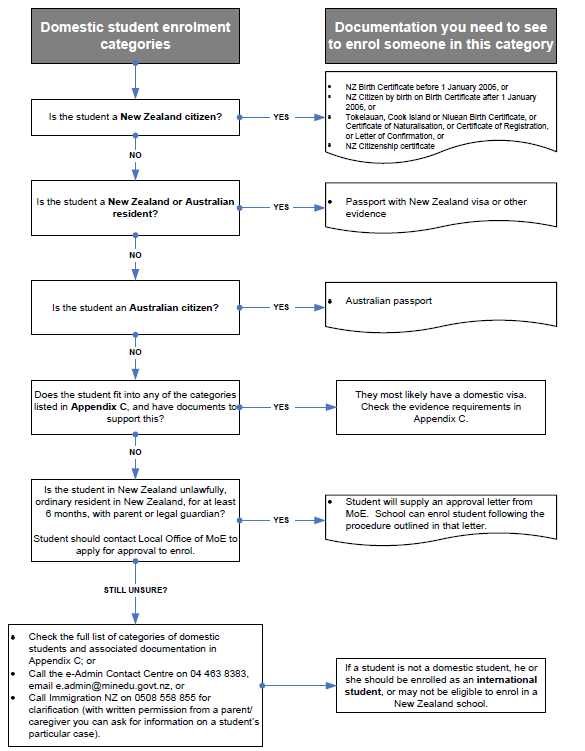 Domestic student enrolment
categories
Documentation you need to see
to enrol someone in this category
Is the student a New Zealand citizen?
YES
NZ Birth Certificate before 1 January 2006, or
NZ Citizen by birth on Birth Certificate after 1 January
2006, or
Tokelauan, Cook Island or Niuean Birth Certificate, or
Certificate of Naturalisation, or Certificate of Registration,
or Letter of Confirmation, or
NZ Citizenship certificate
NO
Is the student a New Zealand or Australian
resident?
YES
Passport with New Zealand visa or other
evidence
NO
Is the student an Australian citizen?
YES
Australian passport
NO
Does the student fit into any of the categories
listed in Appendix C, and have documents to
support this?
YES
They most likely have a domestic visa.
Check the evidence requirements in
Appendix C.
NO
Is the student in New Zealand unlawfully,
ordinary resident in New Zealand, for at least
6 months, with parent or legal guardian?
Student should contact Local Office of MoE to
apply for approval to enrol.
YES
Student will supply an approval letter from
MoE. School can enrol student following the
procedure outlined in that letter.
STILL UNSURE?
Check the full list of categories of domestic
students and associated documentation in
Appendix C; or
Call the e-Admin Contact Centre on 04 463 8383,
email e.admin@minedu.govt.nz, or
Call Immigration NZ on 0508 558 855 for
clarification (with written permission from a parent/
caregiver you can ask for information on a student's
particular case).
If a student is not a domestic student, he or
she should be enrolled as an international
student, or may not be eligible to enrol in a
New Zealand school.